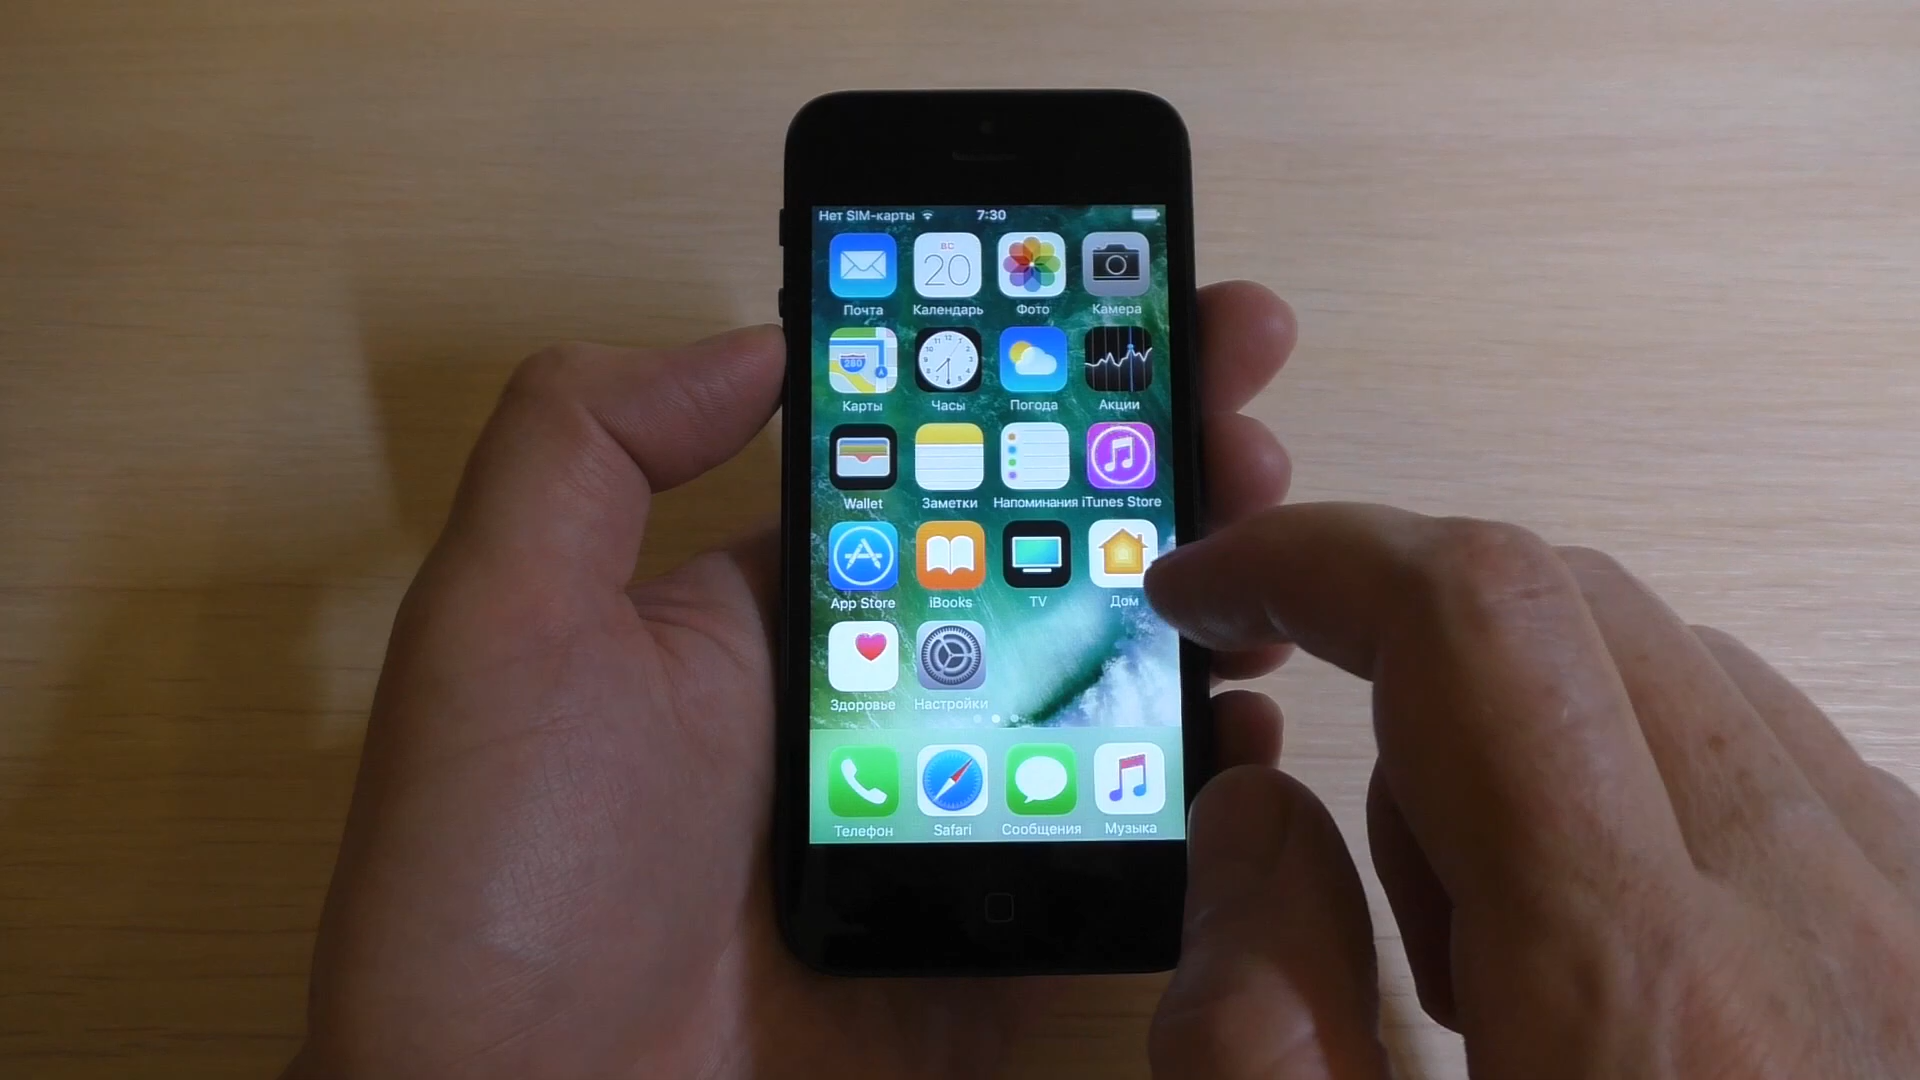 Нет SIM-карты 7:30
ВС
20
Почта Календарь Фото Камера
280
Карты Часы Погода Акции
Wallet Заметки Напоминания iTunes Store
App Store iBooks TV Дом
Здоровье Настройки
Телефон Safari Сообщения Музыка